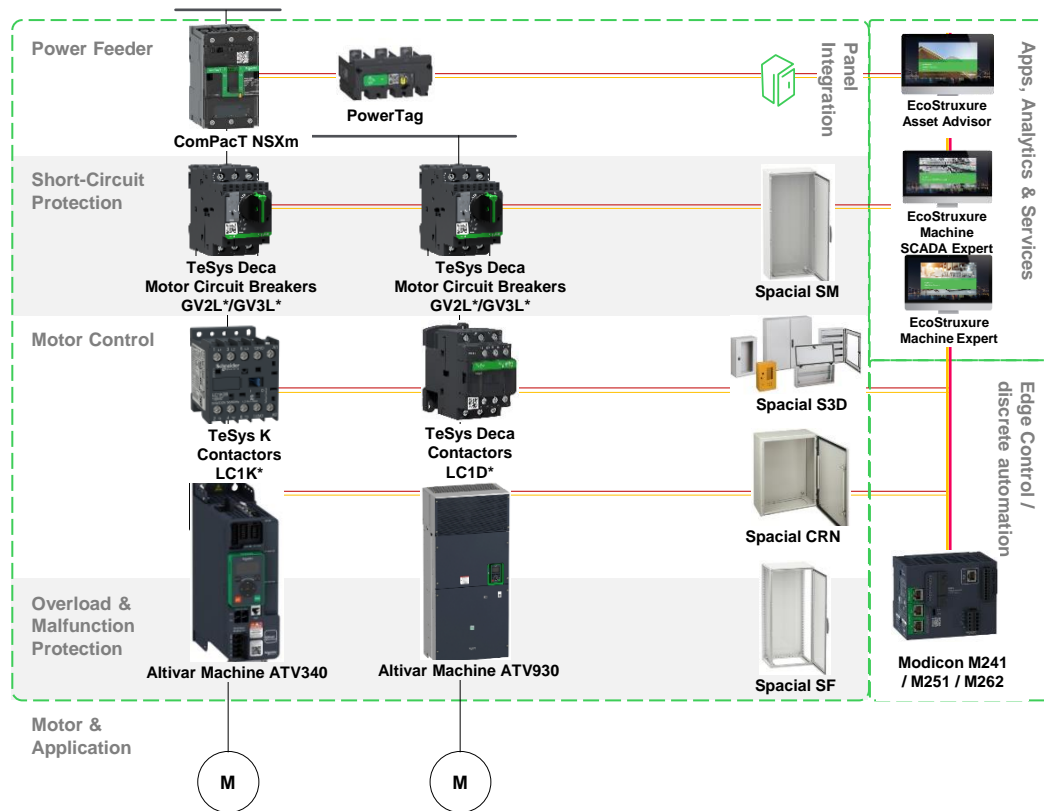 Power Feeder
ComPacT NSXm
PowerTag
Panel
Integration
Short-Circuit
Protection
TeSys Deca
Motor Circuit Breakers
GV2L*/GV3L*
TeSys Deca
Motor Circuit Breakers
GV2L*/GV3L*
Spacial SM
Motor Control
TeSys K
Contactors
LC1K*
TeSys Deca
Contactors
LC1D*
Spacial S3D
Spacial CRN
Overload &
Malfunction
Protection
Altivar Machine ATV340
Altivar Machine ATV930
Spacial SF
Motor &
Application
M
M
Apps, Analytics & Services
EcoStruxure
Asset Advisor
EcoStruxure
Machine
SCADA Expert
EcoStruxure
Machine Expert
Edge Control /
discrete automation
Modicon M241
/ M251 / M262